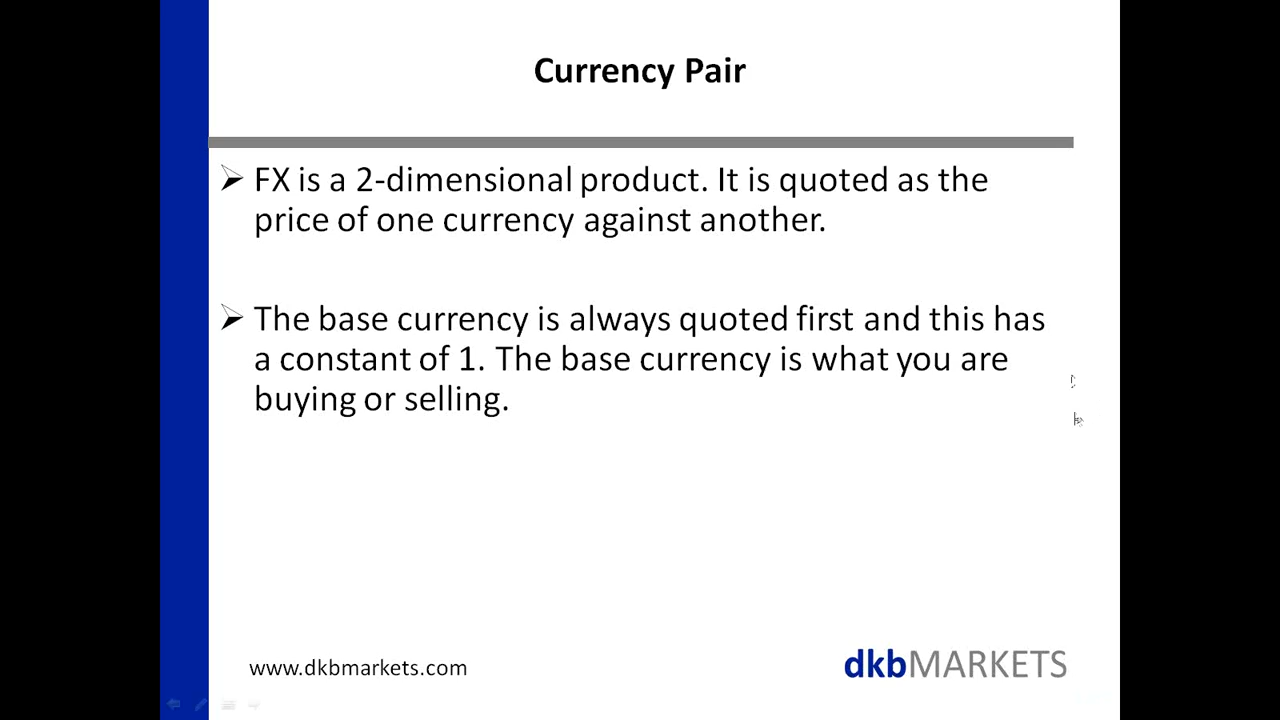 Currency Pair
FX is a 2-dimensional product. It is quoted as the
price of one currency against another.
The base currency is always quoted first and this has
a constant of 1. The base currency is what you are
buying or selling.
www.dkbmarkets.com
dkbMARKETS